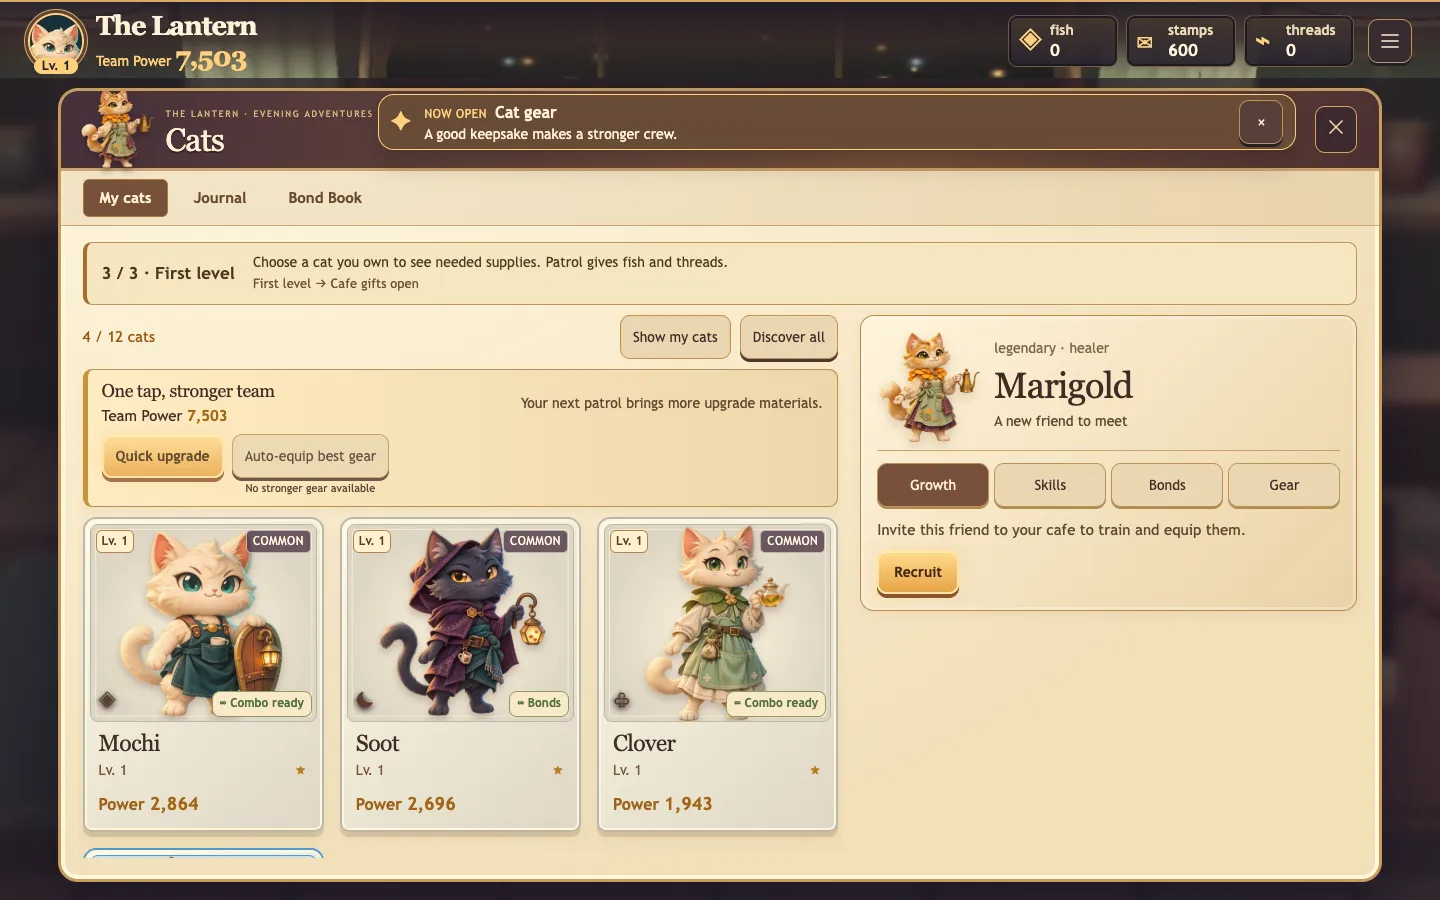 The Lantern
Lv. 1
Team Power 7,503
fish
0
stamps
600
threads
0
THE LANTERN · EVENING ADVENTURES
Cats
NOW OPEN Cat gear
A good keepsake makes a stronger crew.
My cats
Journal
Bond Book
3 / 3 · First level
Choose a cat you own to see needed supplies. Patrol gives fish and threads.
First level → Cafe gifts open
4 / 12 cats
Show my cats
Discover all
One tap, stronger team
Team Power 7,503
Your next patrol brings more upgrade materials.
Quick upgrade
Auto-equip best gear
No stronger gear available
Lv. 1
COMMON
∞ Combo ready
Mochi
Lv. 1
Power 2,864
Lv. 1
COMMON
∞ Bonds
Soot
Lv. 1
Power 2,696
Lv. 1
COMMON
∞ Combo ready
Clover
Lv. 1
Power 1,943
legendary · healer
Marigold
A new friend to meet
Growth
Skills
Bonds
Gear
Invite this friend to your cafe to train and equip them.
Recruit